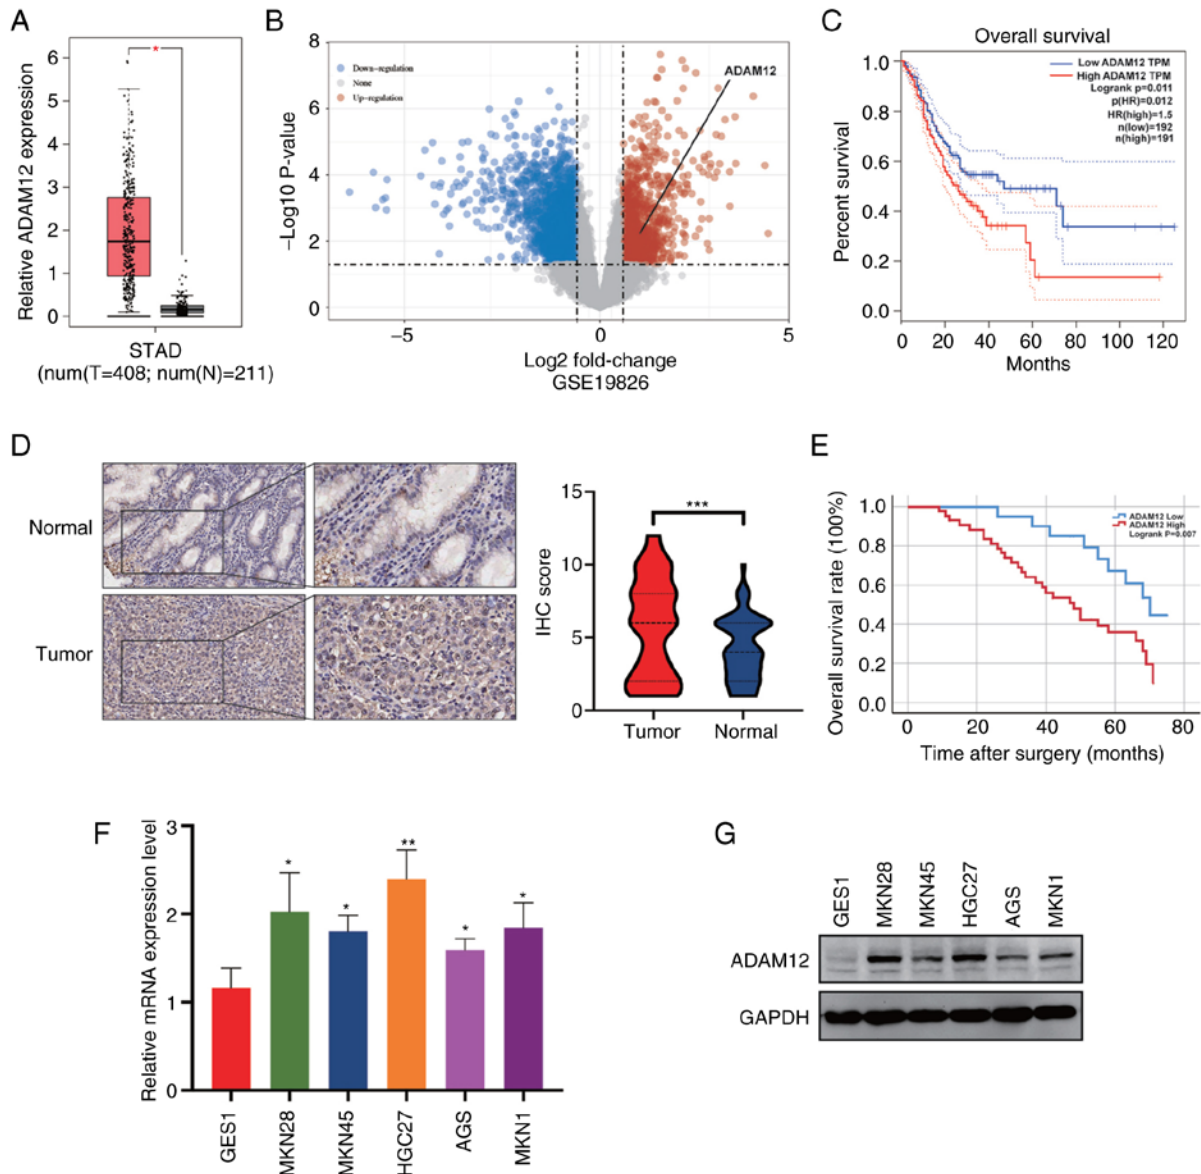 A
Relative ADAM12 expression
6
5
4
3
2
1
0
*
STAD
(num(T=408; num(N)=211)
B
–Log10 P-value
8
6
4
2
0
Down-regulation
None
Up-regulation
ADAM12
−5
0
5
Log2 fold-change
GSE19826
C
Overall survival
Percent survival
1.0
0.8
0.6
0.4
0.2
0.0
Low ADAM12 TPM
High ADAM12 TPM
Logrank p=0.011
p(HR)=0.012
HR(high)=1.5
n(low)=192
n(high)=191
0 20 40 60 80 100 120
Months
D
Normal
Tumor
IHC score
15
10
5
0
***
Tumor Normal
E
Overall survival rate (100%)
1.0
0.8
0.6
0.4
0.2
0.0
ADAM12 Low
ADAM12 High
Logrank P=0.007
0 20 40 60 80
Time after surgery (months)
F
Relative mRNA expression level
3
2
1
0
* * ** * *
GES1 MKN28 MKN45 HGC27 AGS MKN1
G
GES1 MKN28 MKN45 HGC27 AGS MKN1
ADAM12
GAPDH